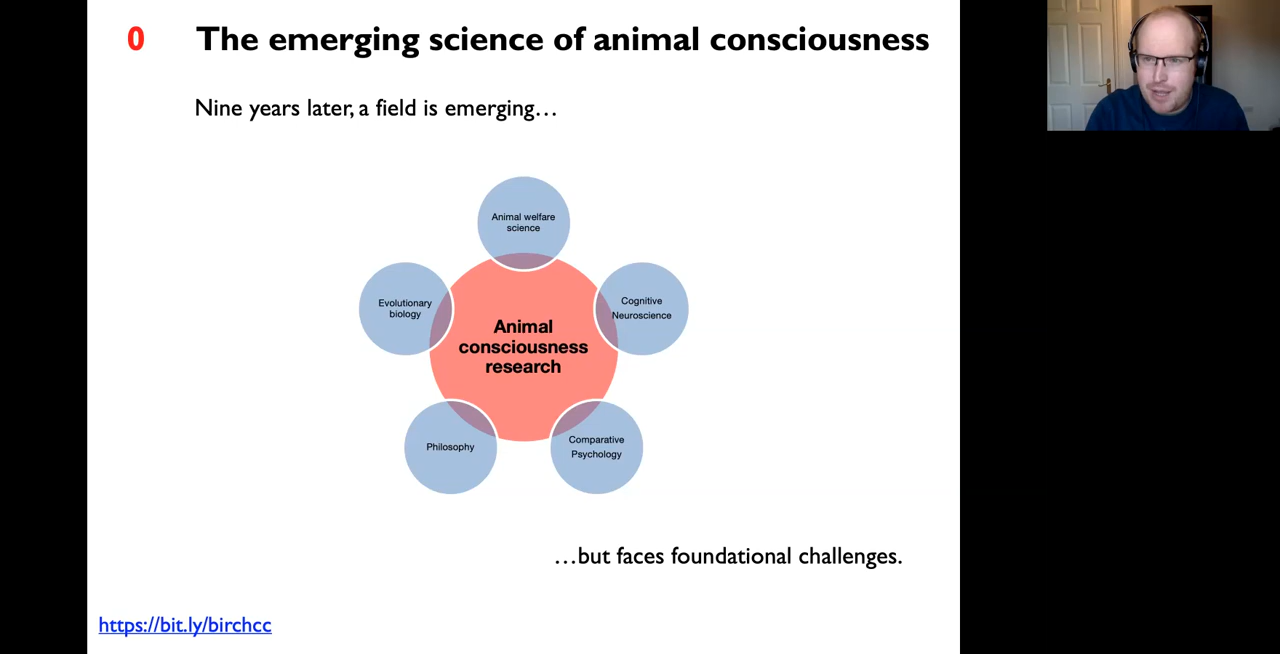 0 The emerging science of animal consciousness
Nine years later, a field is emerging…
Animal welfare
science
Evolutionary
biology
Cognitive
Neuroscience
Animal
consciousness
research
Philosophy
Comparative
Psychology
…but faces foundational challenges.
https://bit.ly/birchcc